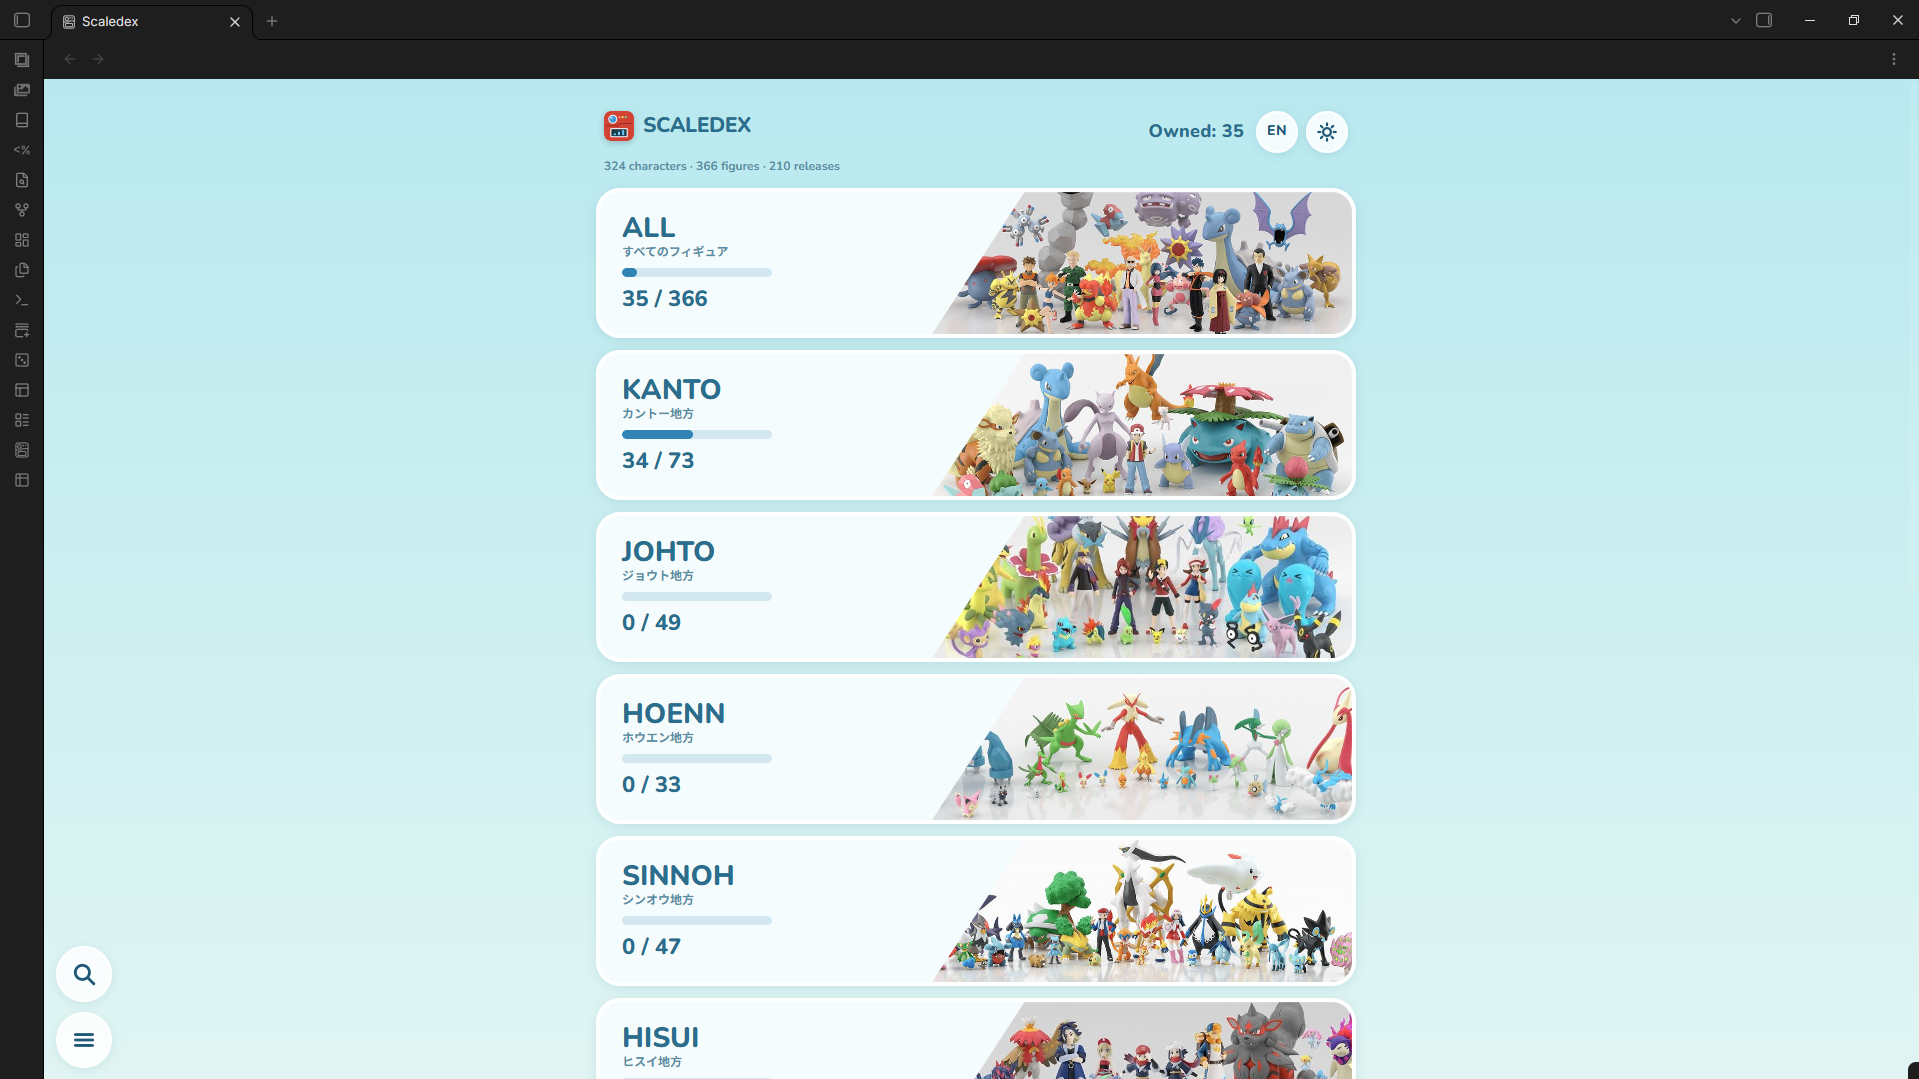 Scaledex
SCALEDEX
Owned: 35
EN
324 characters · 366 figures · 210 releases
ALL
すべてのフィギュア
35 / 366
KANTO
カントー地方
34 / 73
JOHTO
ジョウト地方
0 / 49
HOENN
ホウエン地方
0 / 33
SINNOH
シンオウ地方
0 / 47
HISUI
ヒスイ地方